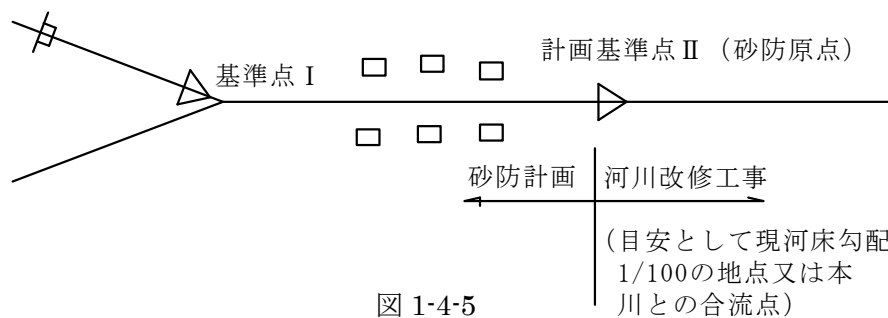 計画基準点Ⅱ（砂防原点）
基準点Ⅰ
砂防計画
河川改修工事
(目安として現河床勾配
1/100の地点又は本
川との合流点）
図 1-4-5